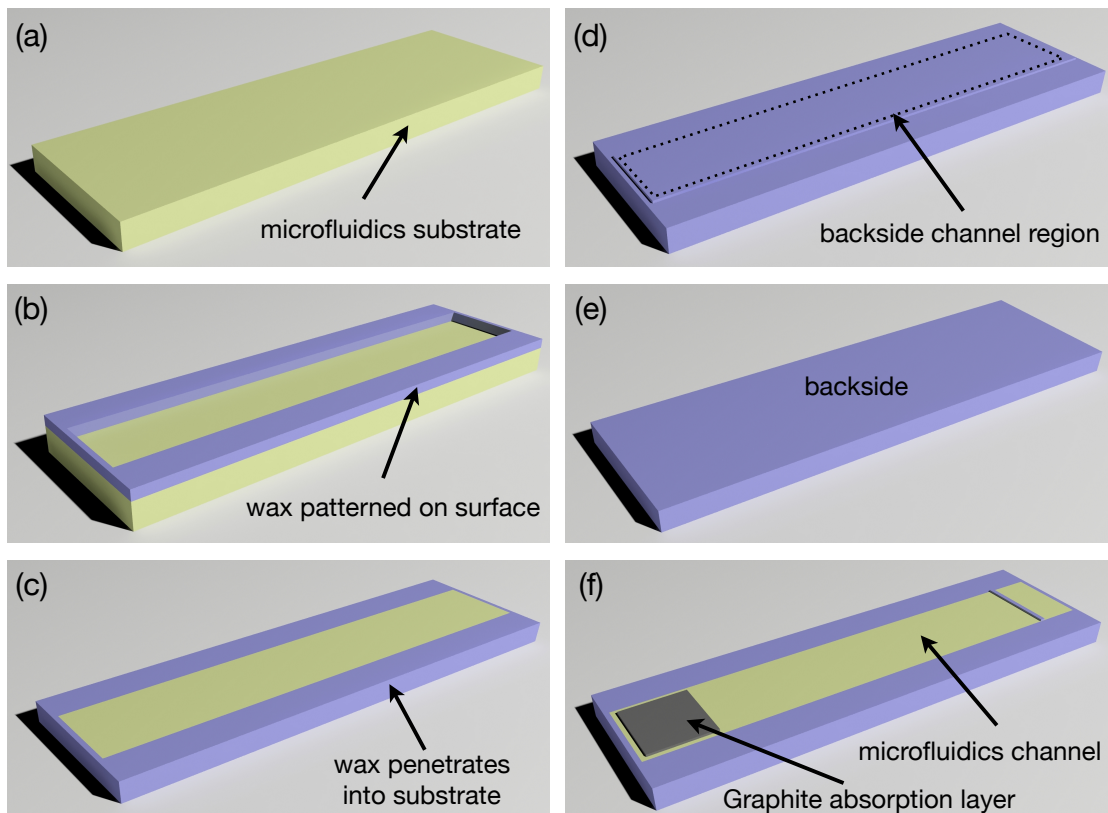 (a)
microfluidics substrate
(b)
wax patterned on surface
(c)
wax penetrates
into substrate
(d)
backside channel region
(e)
backside
(f)
microfluidics channel
Graphite absorption layer